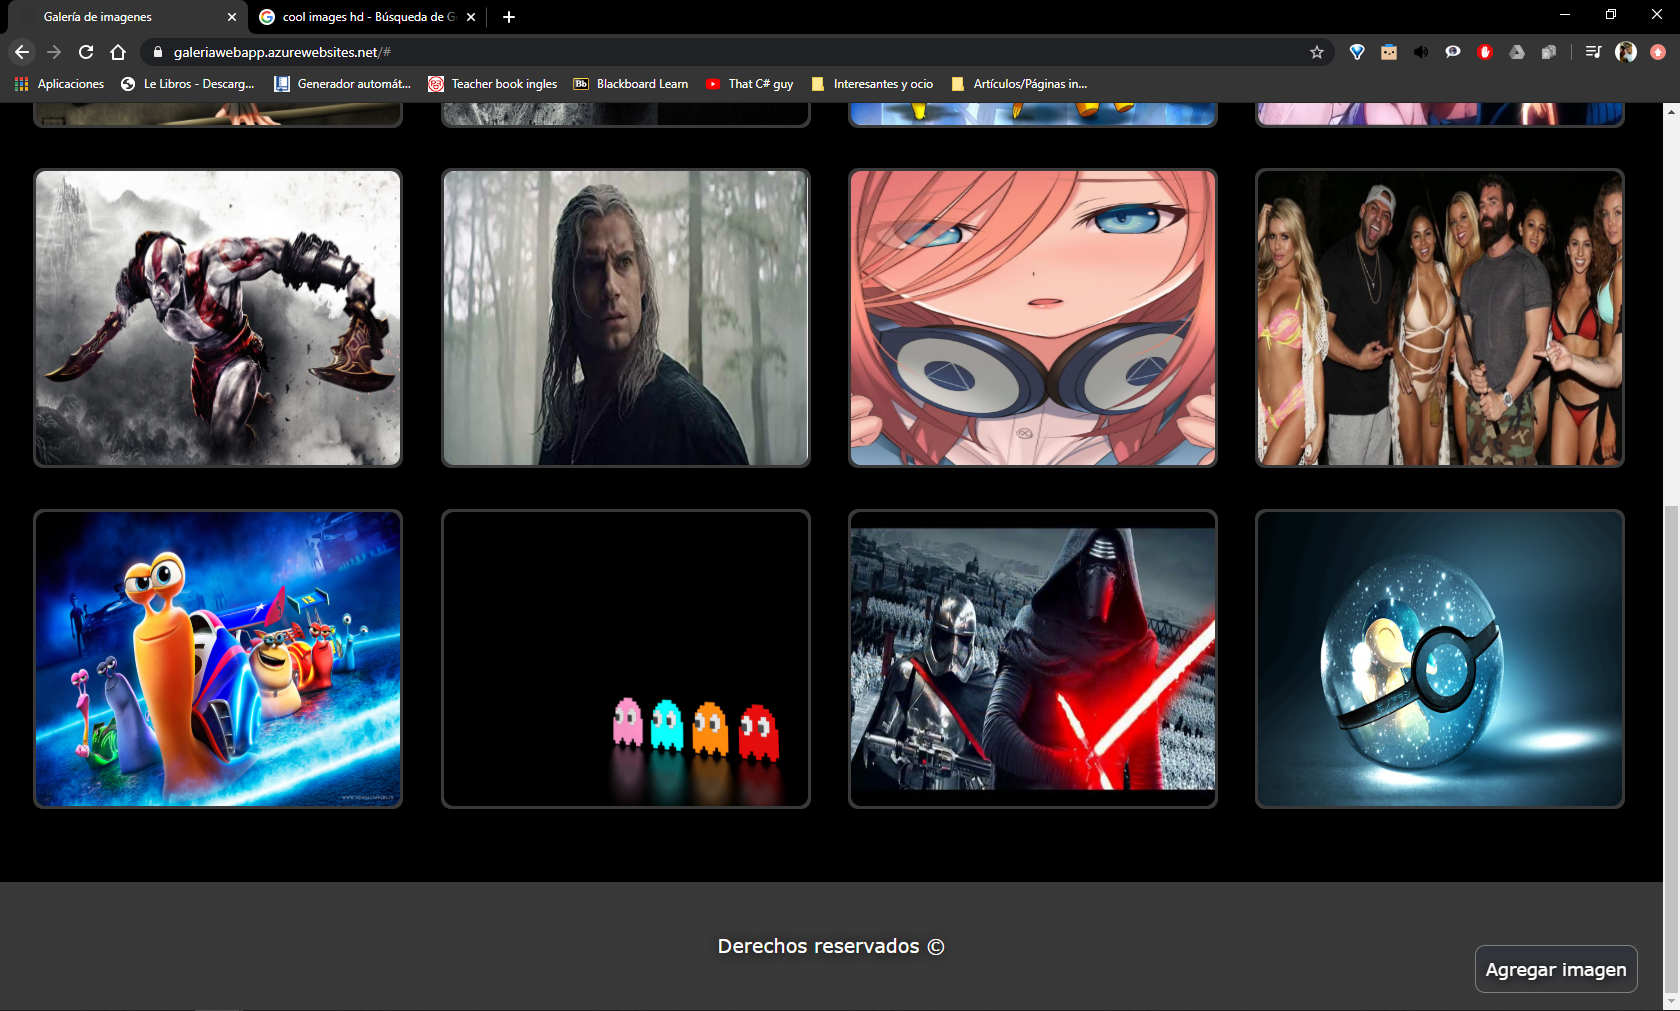 Galería de imagenes
cool images hd - Búsqueda de G
galeriawebapp.azurewebsites.net/#
Aplicaciones
Le Libros - Descarg...
Generador automát...
Teacher book ingles
Bb
Blackboard Learn
That C# guy
Interesantes y ocio
Artículos/Páginas in...
Derechos reservados ©
Agregar imagen